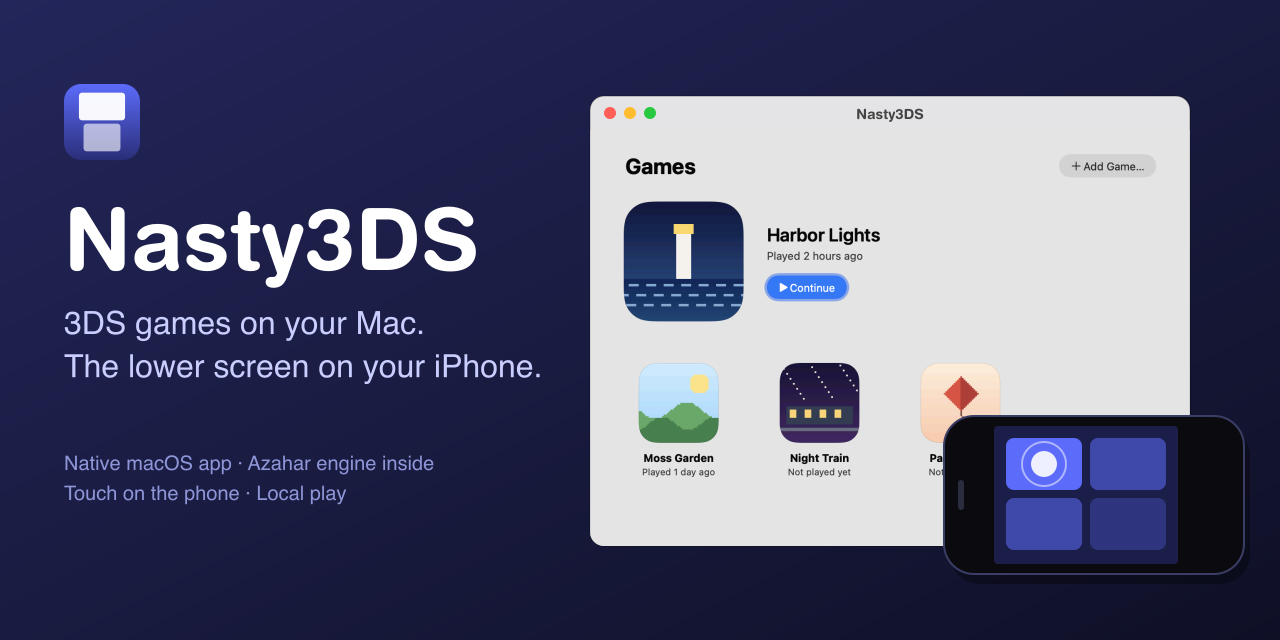 Nasty3DS
3DS games on your Mac.
The lower screen on your iPhone.
Native macOS app · Azahar engine inside
Touch on the phone · Local play
Nasty3DS
Games
+ Add Game...
Harbor Lights
Played 2 hours ago
Continue
Moss Garden
Played 1 day ago
Night Train
Not played yet
Pa
Not